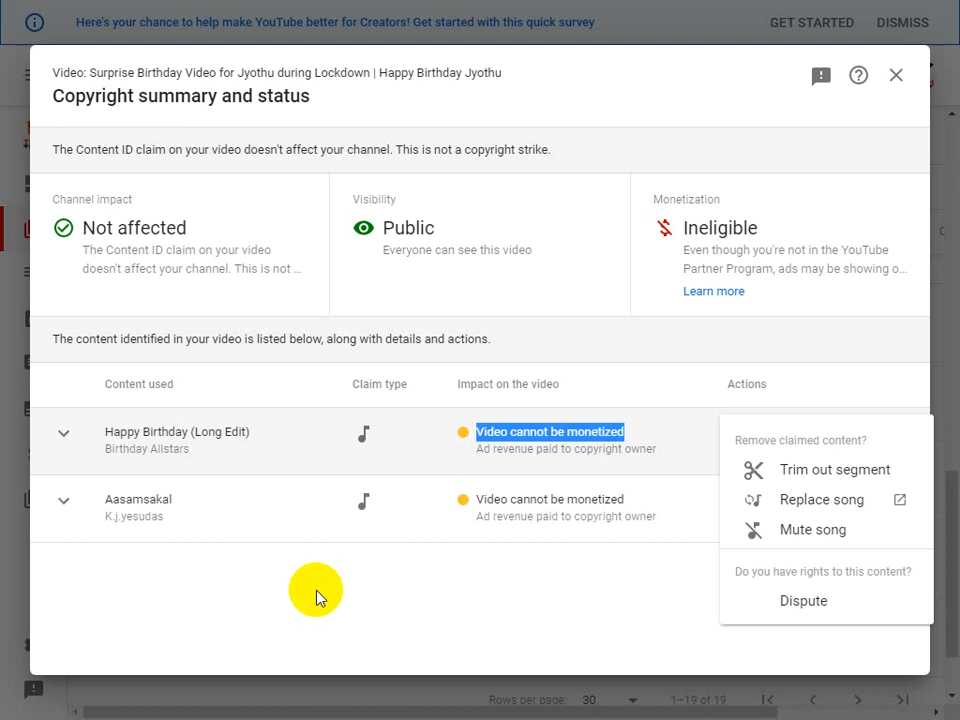 Here's your chance to help make YouTube better for Creators! Get started with this quick survey
GET STARTED
DISMISS
Video: Surprise Birthday Video for Jyothu during Lockdown | Happy Birthday Jyothu
Copyright summary and status
The Content ID claim on your video doesn't affect your channel. This is not a copyright strike.
Channel impact
Not affected
The Content ID claim on your video
doesn't affect your channel. This is not ...
Visibility
Public
Everyone can see this video
Monetization
Ineligible
Even though you're not in the YouTube
Partner Program, ads may be showing o...
Learn more
The content identified in your video is listed below, along with details and actions.
Content used
Claim type
Impact on the video
Actions
Happy Birthday (Long Edit)
Birthday Allstars
Video cannot be monetized
Ad revenue paid to copyright owner
Aasamsakal
K.j.yesudas
Video cannot be monetized
Ad revenue paid to copyright owner
Remove claimed content?
Trim out segment
Replace song
Mute song
Do you have rights to this content?
Dispute
Rows per page: 30
1–19 of 19